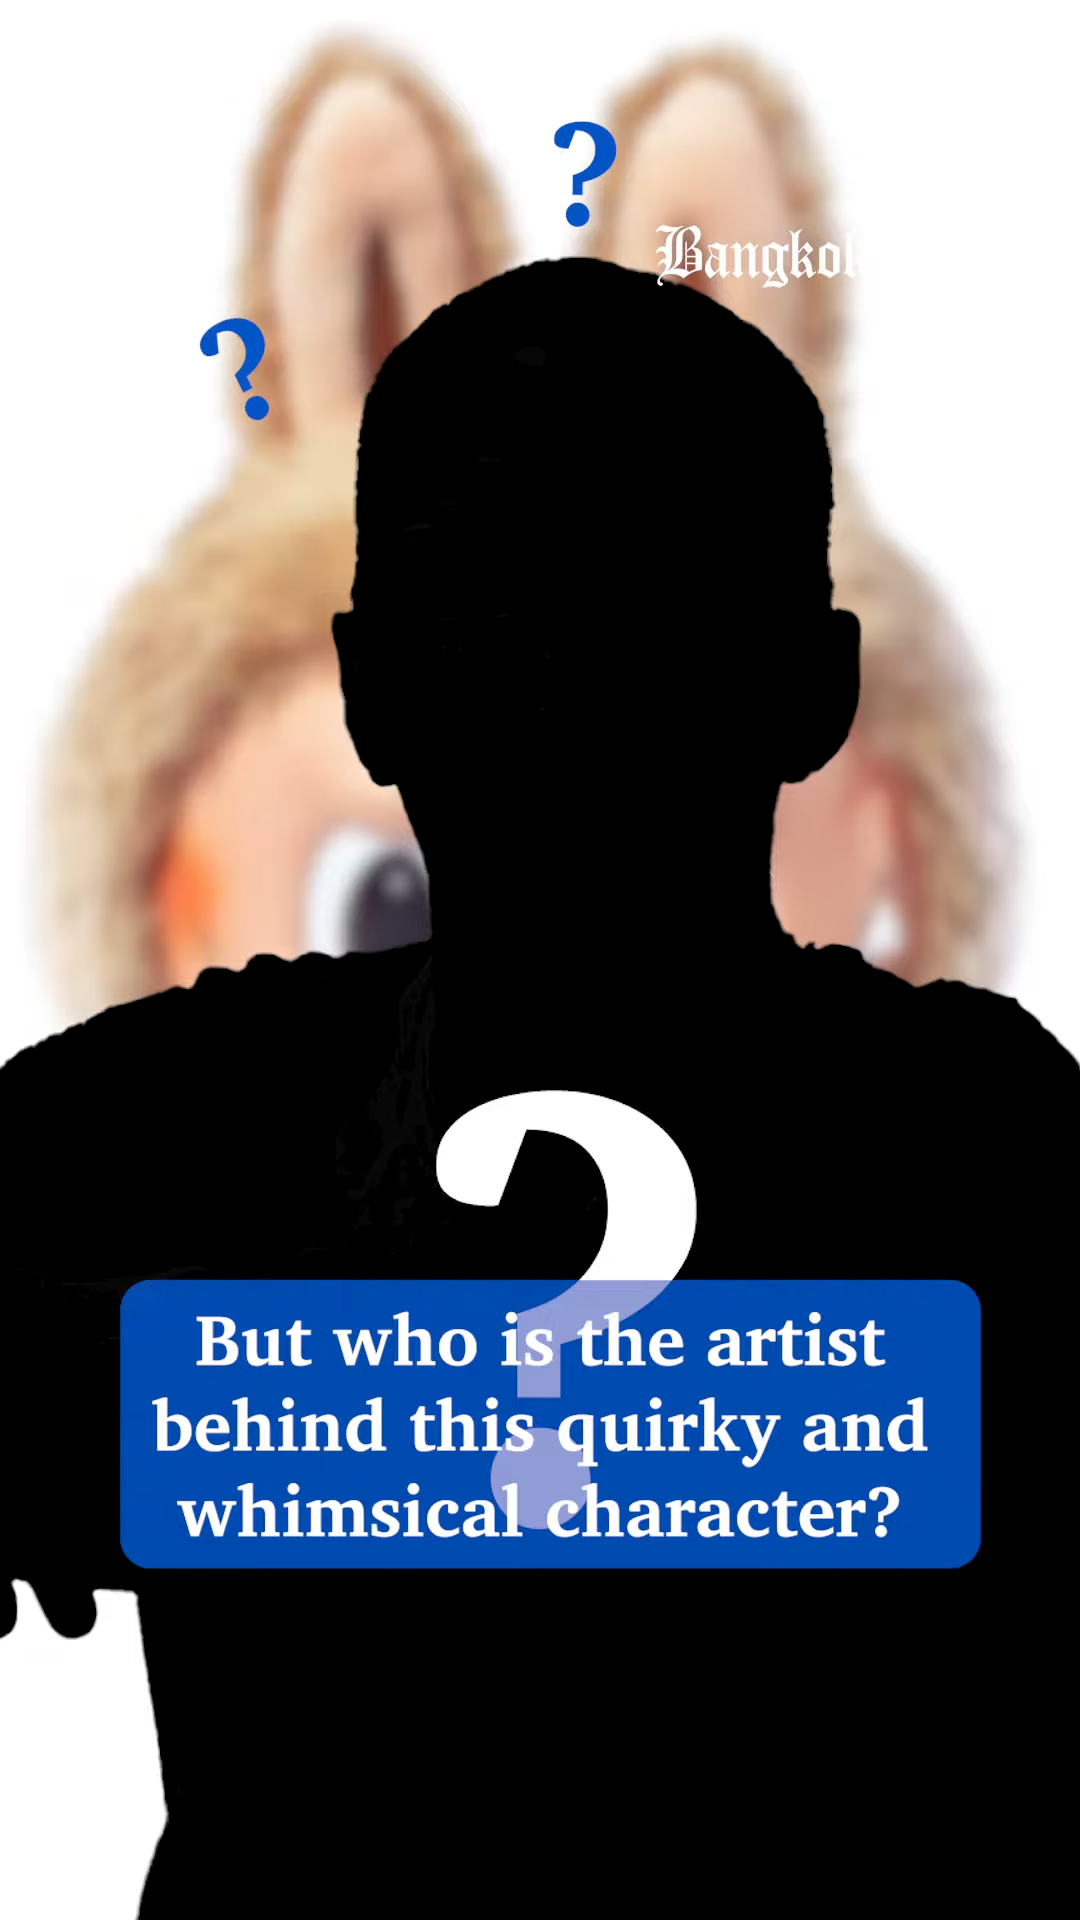 ?
Bangkok
?
?
But who is the artist
behind this quirky and
whimsical character?